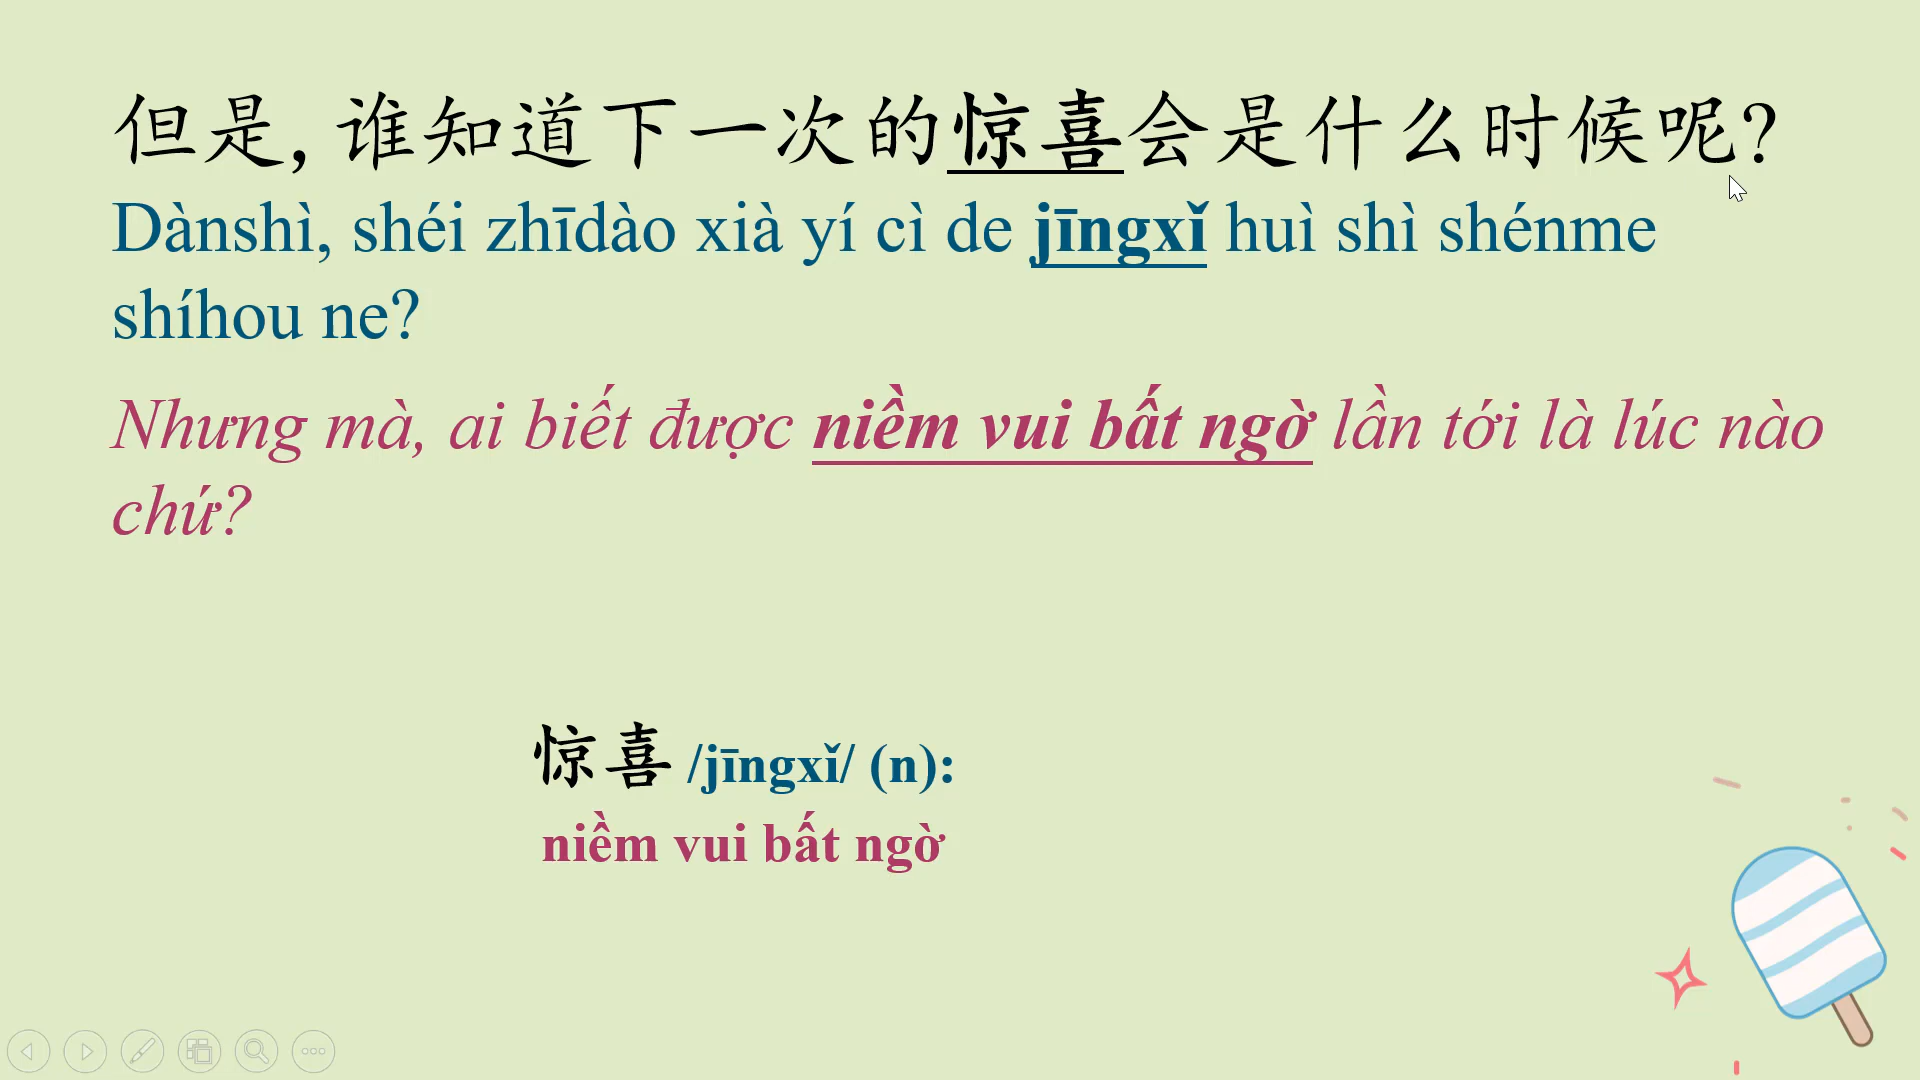 但是, 谁知道下一次的惊喜会是什么时候呢?
Dànshì, shéi zhīdào xià yí cì de jīngxǐ huì shì shénme
shíhou ne?
Nhưng mà, ai biết được niềm vui bất ngờ lần tới là lúc nào
chứ?
惊喜 /jīngxǐ/ (n):
niềm vui bất ngờ